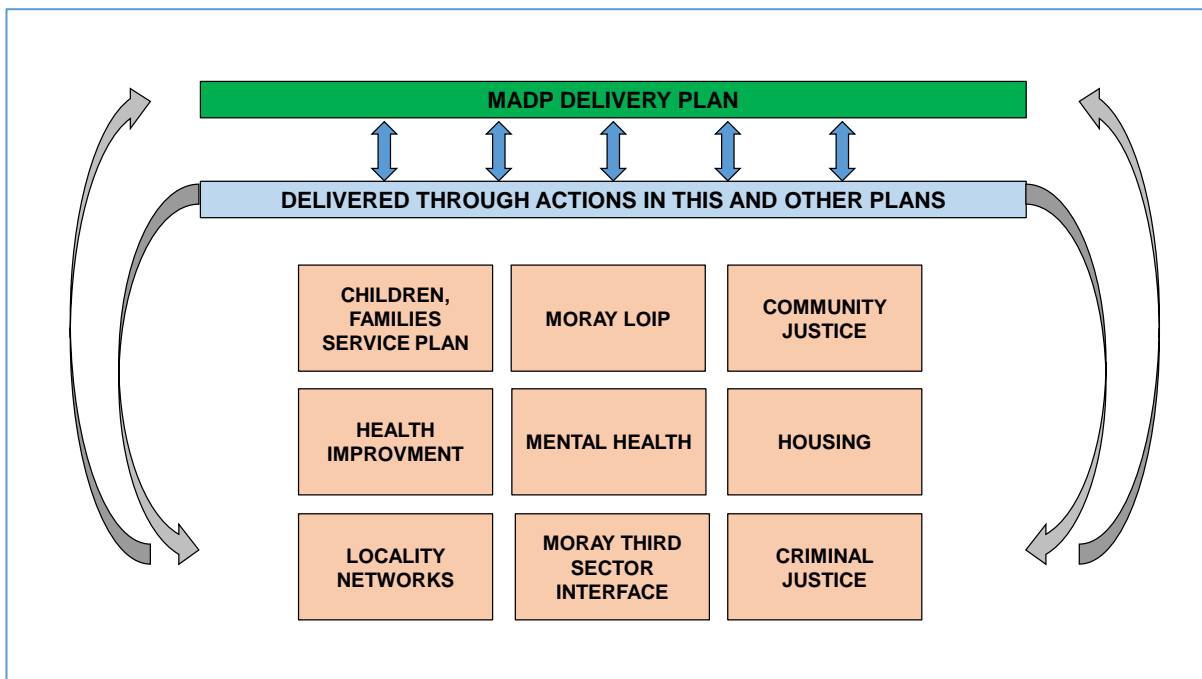 MADP DELIVERY PLAN
DELIVERED THROUGH ACTIONS IN THIS AND OTHER PLANS
CHILDREN,
FAMILIES
SERVICE PLAN
MORAY LOIP
COMMUNITY
JUSTICE
HEALTH
IMPROVMENT
MENTAL HEALTH
HOUSING
LOCALITY
NETWORKS
MORAY THIRD
SECTOR
INTERFACE
CRIMINAL
JUSTICE